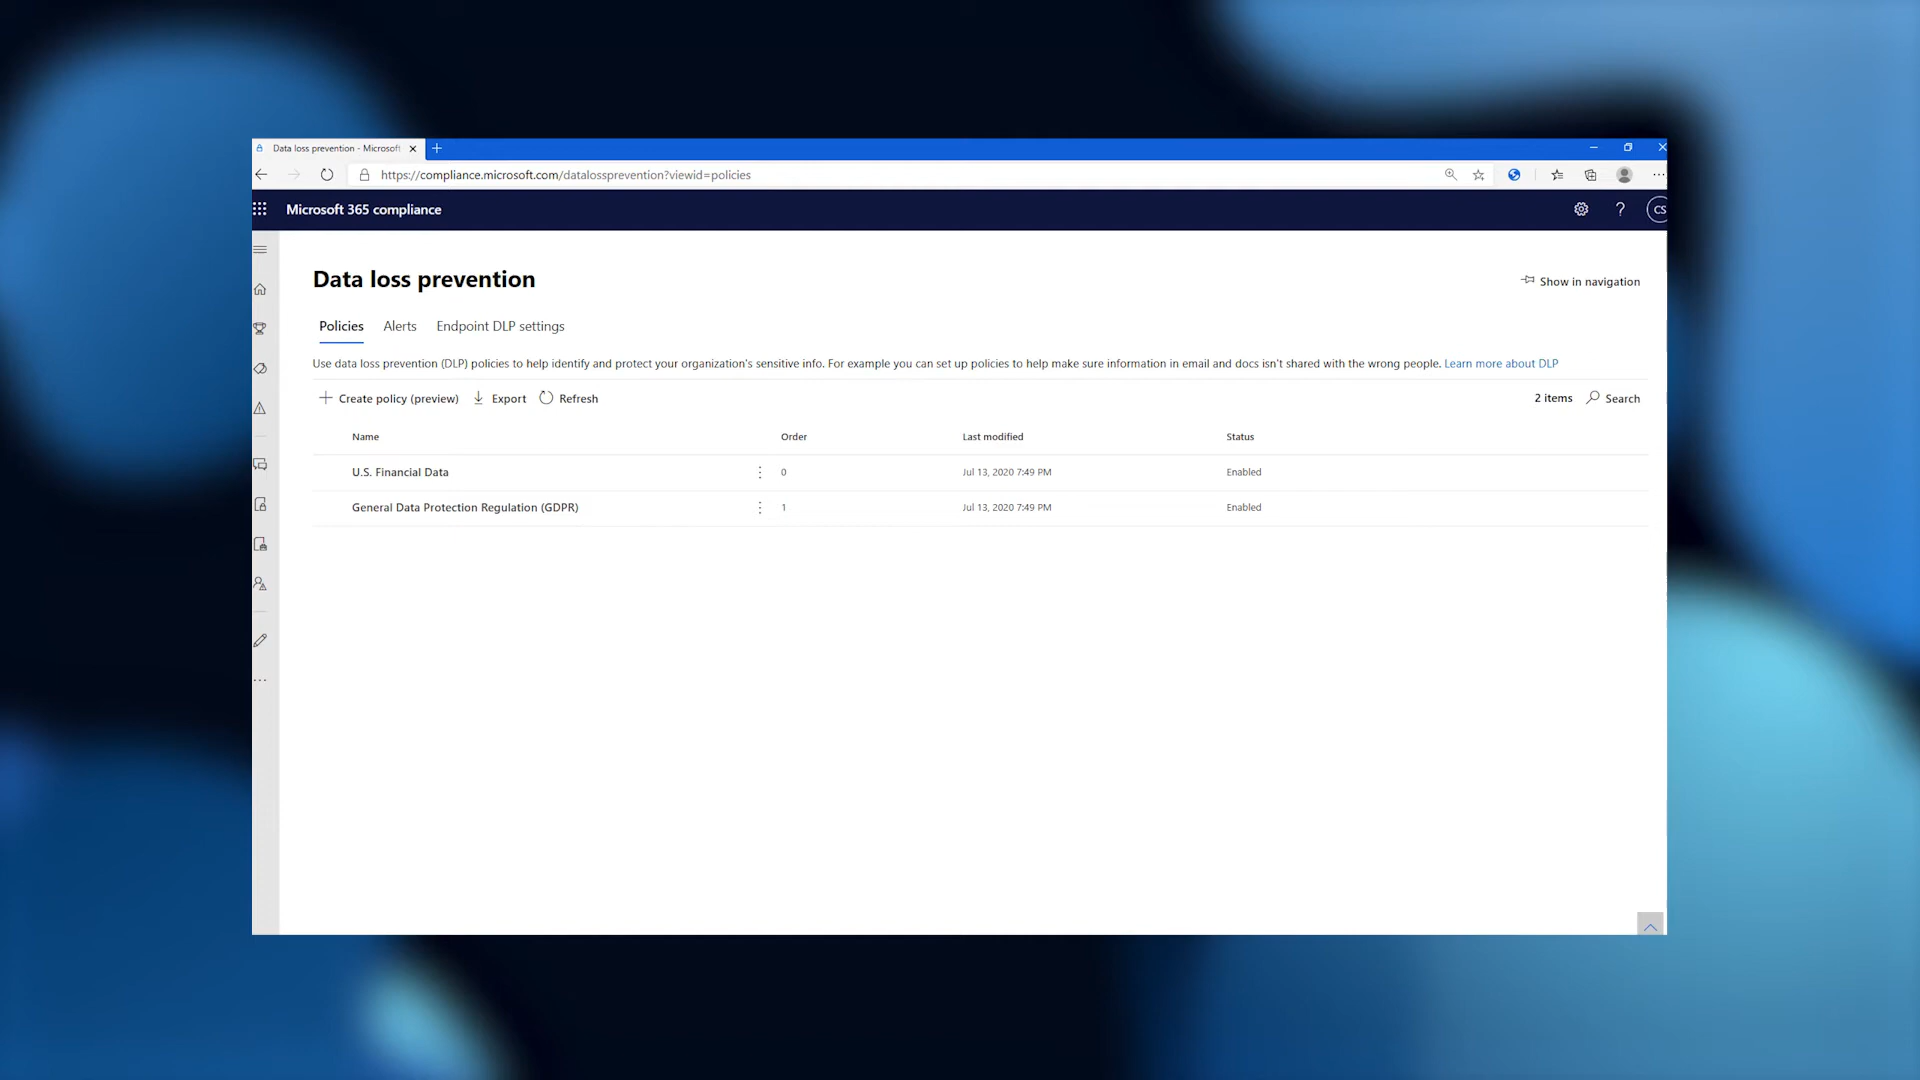 Data loss prevention - Microsoft
https://compliance.microsoft.com/datalossprevention?viewid=policies
Microsoft 365 compliance
? CS
Data loss prevention
Show in navigation
Policies Alerts Endpoint DLP settings
Use data loss prevention (DLP) policies to help identify and protect your organization's sensitive info. For example you can set up policies to help make sure information in email and docs isn't shared with the wrong people. Learn more about DLP
Create policy (preview) Export Refresh 2 items Search
Name Order Last modified Status
U.S. Financial Data 0 Jul 13, 2020 7:49 PM Enabled
General Data Protection Regulation (GDPR) 1 Jul 13, 2020 7:49 PM Enabled